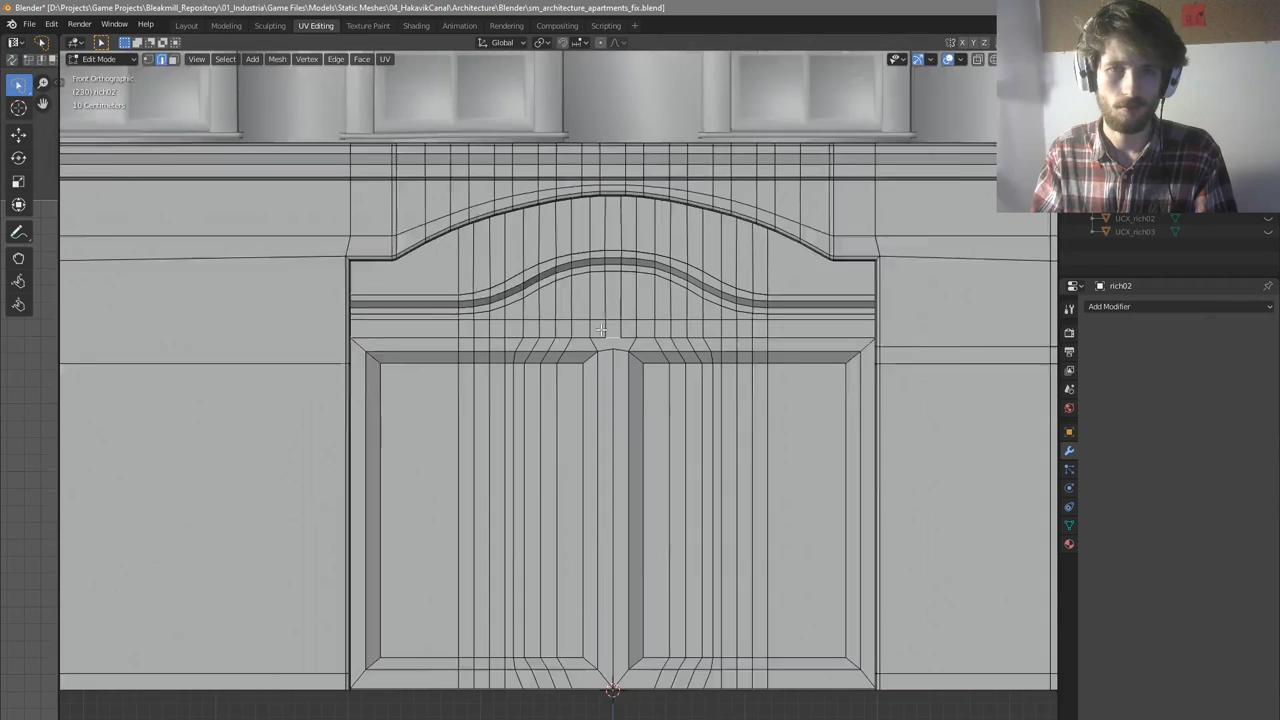 Blender* [D:\Projects\Game Projects\Bleakmill_Repository\01_Industria\Game Files\Models\Static Meshes\04_HakavikCanal\Architecture\Blender\sm_architecture_apartments_fix.blend]
File Edit Render Window Help Layout Modeling Sculpting UV Editing Texture Paint Shading Animation Rendering Compositing Scripting +
Global X Y Z
Edit Mode View Select Add Mesh Vertex Edge Face UV
Front Orthographic
(230) rich02
10 Centimeters
UCX_rich02
UCX_rich03
rich02
Add Modifier